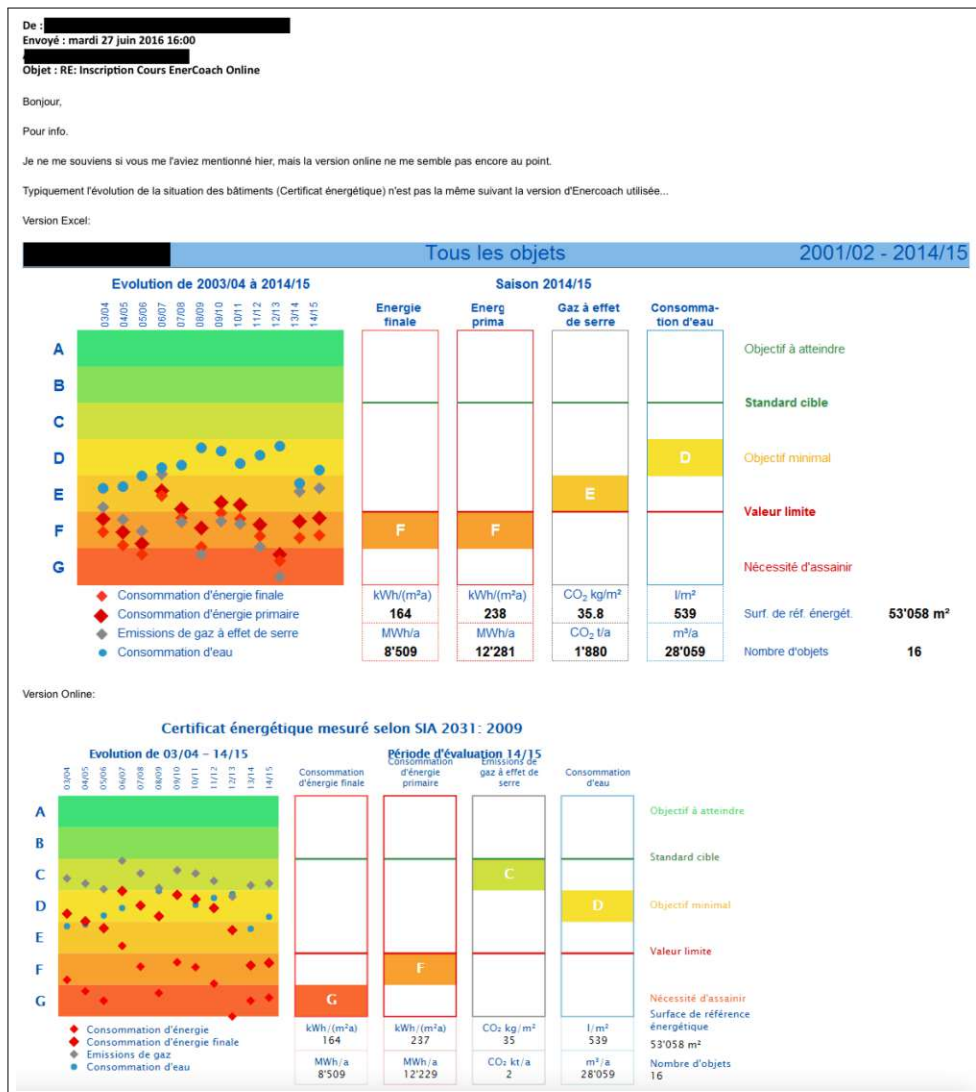 De :
Envoyé : mardi 27 juin 2016 16:00
Objet : RE: Inscription Cours EnerCoach Online
Bonjour,
Pour info.
Je ne me souviens si vous me l'aviez mentionné hier, mais la version online ne me semble pas encore au point.
Typiquement l'évolution de la situation des bâtiments (Certificat énergétique) n'est pas la même suivant la version d'Enercoach utilisée...
Version Excel:
Tous les objets 2001/02 - 2014/15
Evolution de 2003/04 à 2014/15 Saison 2014/15
03/04 04/05 05/06 06/07 07/08 08/09 09/10 10/11 11/12 12/13 13/14 14/15
Energie finale
Energ prima
Gaz à effet de serre
Consomma-tion d'eau
A Objectif à atteindre
B
Standard cible
C
D D Objectif minimal
E E
Valeur limite
F F F
G Nécessité d'assainir
Consommation d'énergie finale
Consommation d'énergie primaire
Emissions de gaz à effet de serre
Consommation d'eau
kWh/(m²a) kWh/(m²a) CO₂ kg/m² l/m²
164 238 35.8 539 Surf. de réf. énergét. 53'058 m²
MWh/a MWh/a CO₂ t/a m³/a
8'509 12'281 1'880 28'059 Nombre d'objets 16
Version Online:
Certificat énergétique mesuré selon SIA 2031: 2009
Evolution de 03/04 – 14/15 Période d'évaluation 14/15
03/04 04/05 05/06 06/07 07/08 08/09 09/10 10/11 11/12 12/13 13/14 14/15
Consommation d'énergie finale
Consommation d'énergie primaire
Emissions de gaz à effet de serre
Consommation d'eau
A Objectif à atteindre
B
Standard cible
C C
D D Objectif minimal
E
Valeur limite
F F
G G Nécessité d'assainir
Consommation d'énergie
Consommation d'énergie finale
Emissions de gaz
Consommation d'eau
kWh/(m²a) kWh/(m²a) CO₂ kg/m² l/m²
164 237 35 539
MWh/a MWh/a CO₂ kt/a m³/a
8'509 12'229 2 28'059
Surface de référence énergétique
53'058 m²
Nombre d'objets
16